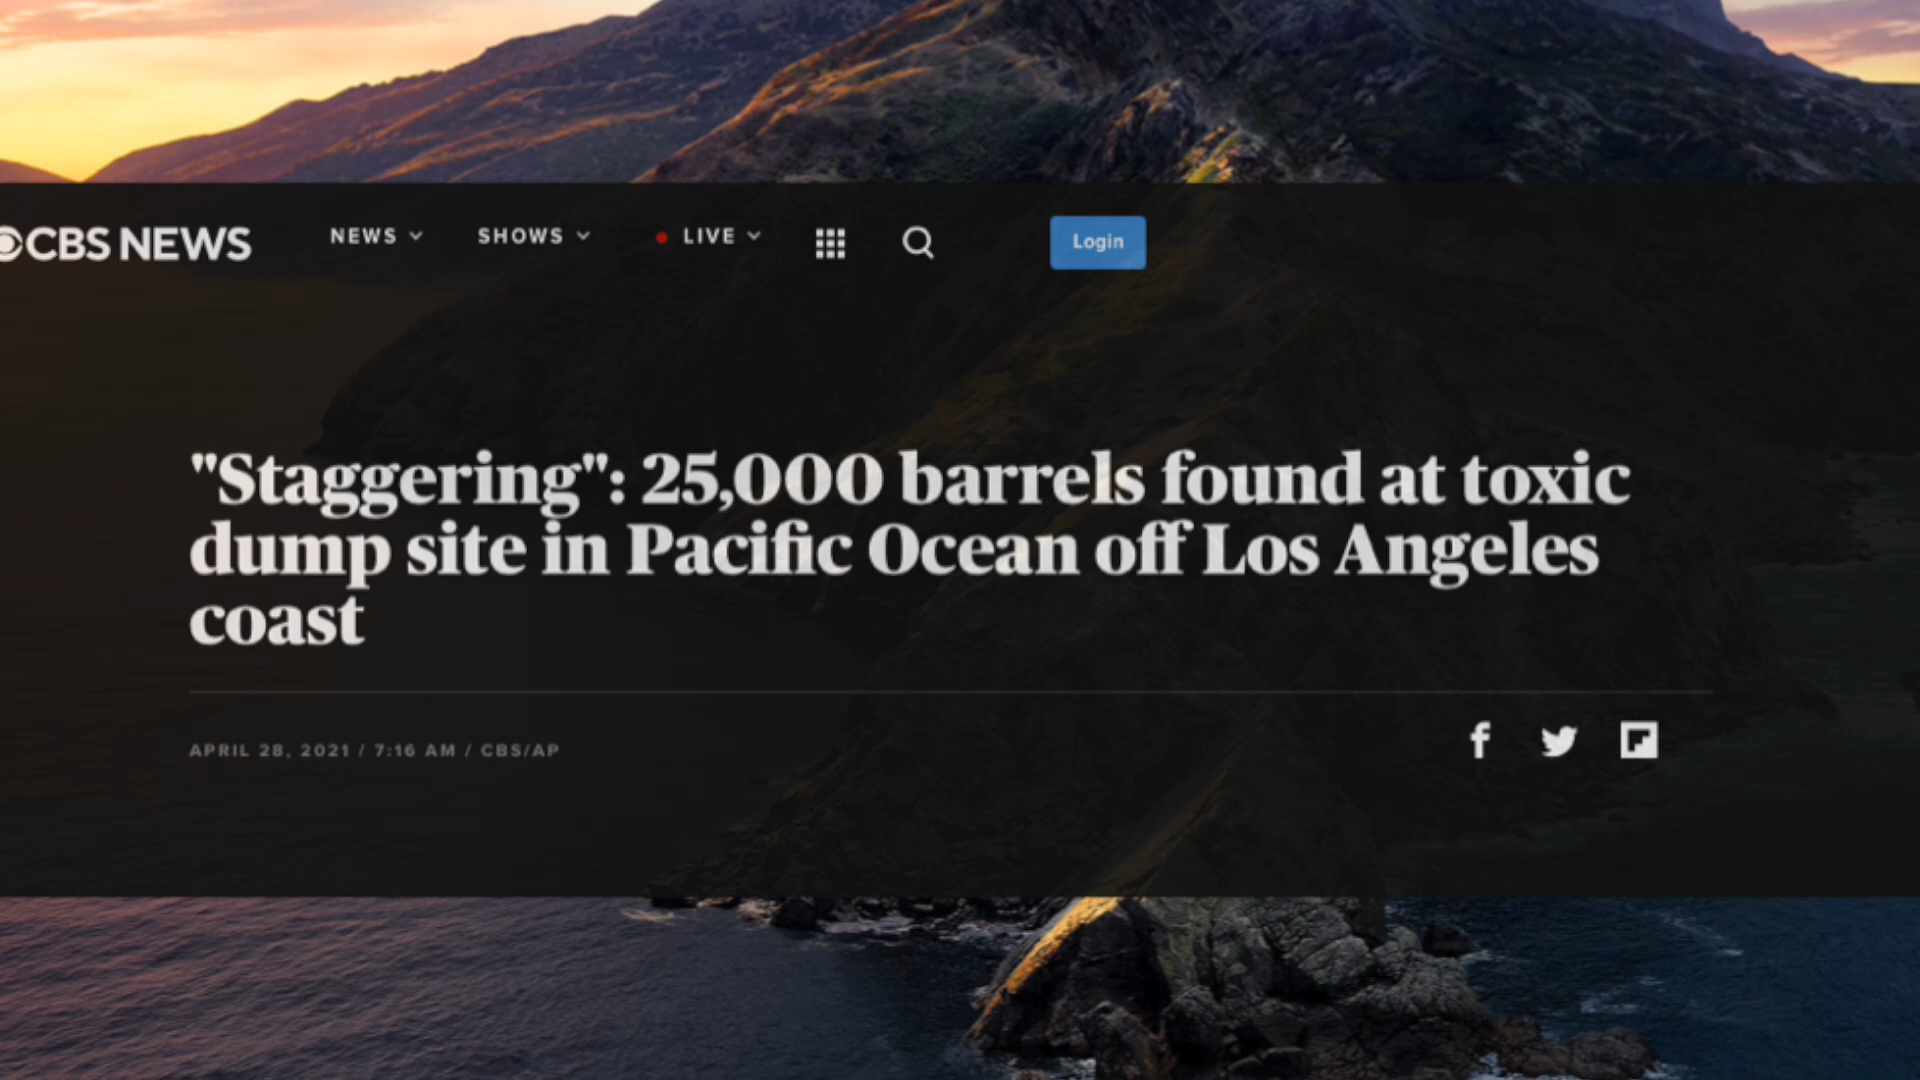 CBS NEWS NEWS SHOWS LIVE Login
"Staggering": 25,000 barrels found at toxic
dump site in Pacific Ocean off Los Angeles
coast
APRIL 28, 2021 / 7:16 AM / CBS/AP